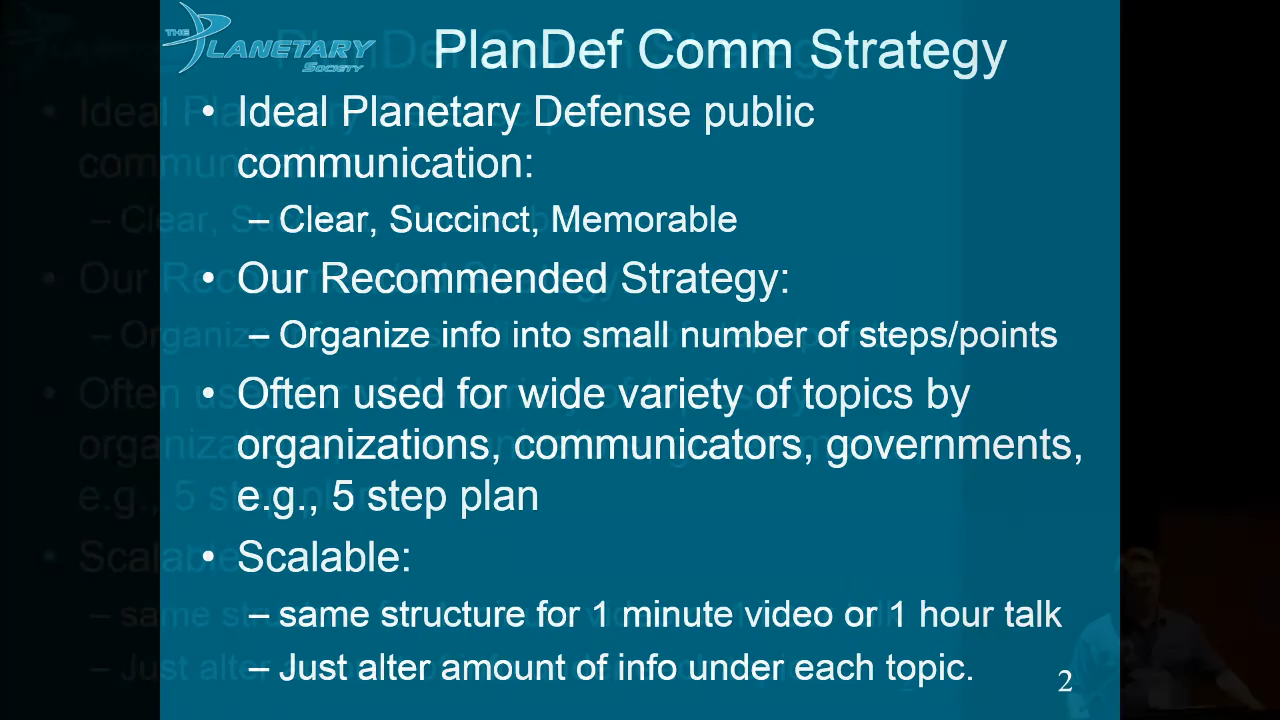 THE PLANETARY SOCIETY
PlanDef Comm Strategy
• Ideal Planetary Defense public
communication:
– Clear, Succinct, Memorable
• Our Recommended Strategy:
– Organize info into small number of steps/points
• Often used for wide variety of topics by
organizations, communicators, governments,
e.g., 5 step plan
• Scalable:
– same structure for 1 minute video or 1 hour talk
– Just alter amount of info under each topic.
2